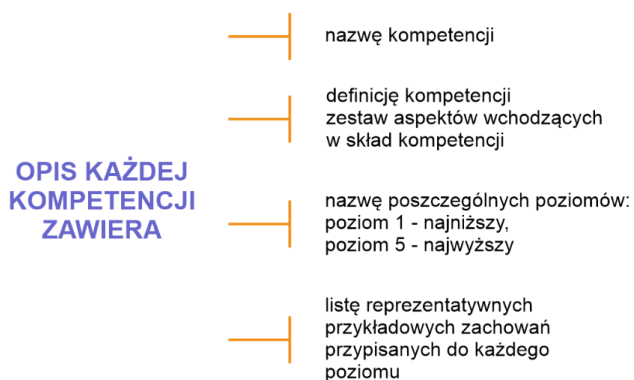 OPIS KAŻDEJ
KOMPETENCJI
ZAWIERA
nazwę kompetencji
definicję kompetencji
zestaw aspektów wchodzących
w skład kompetencji
nazwę poszczególnych poziomów:
poziom 1 - najniższy,
poziom 5 - najwyższy
listę reprezentatywnych
przykładowych zachowań
przypisanych do każdego
poziomu